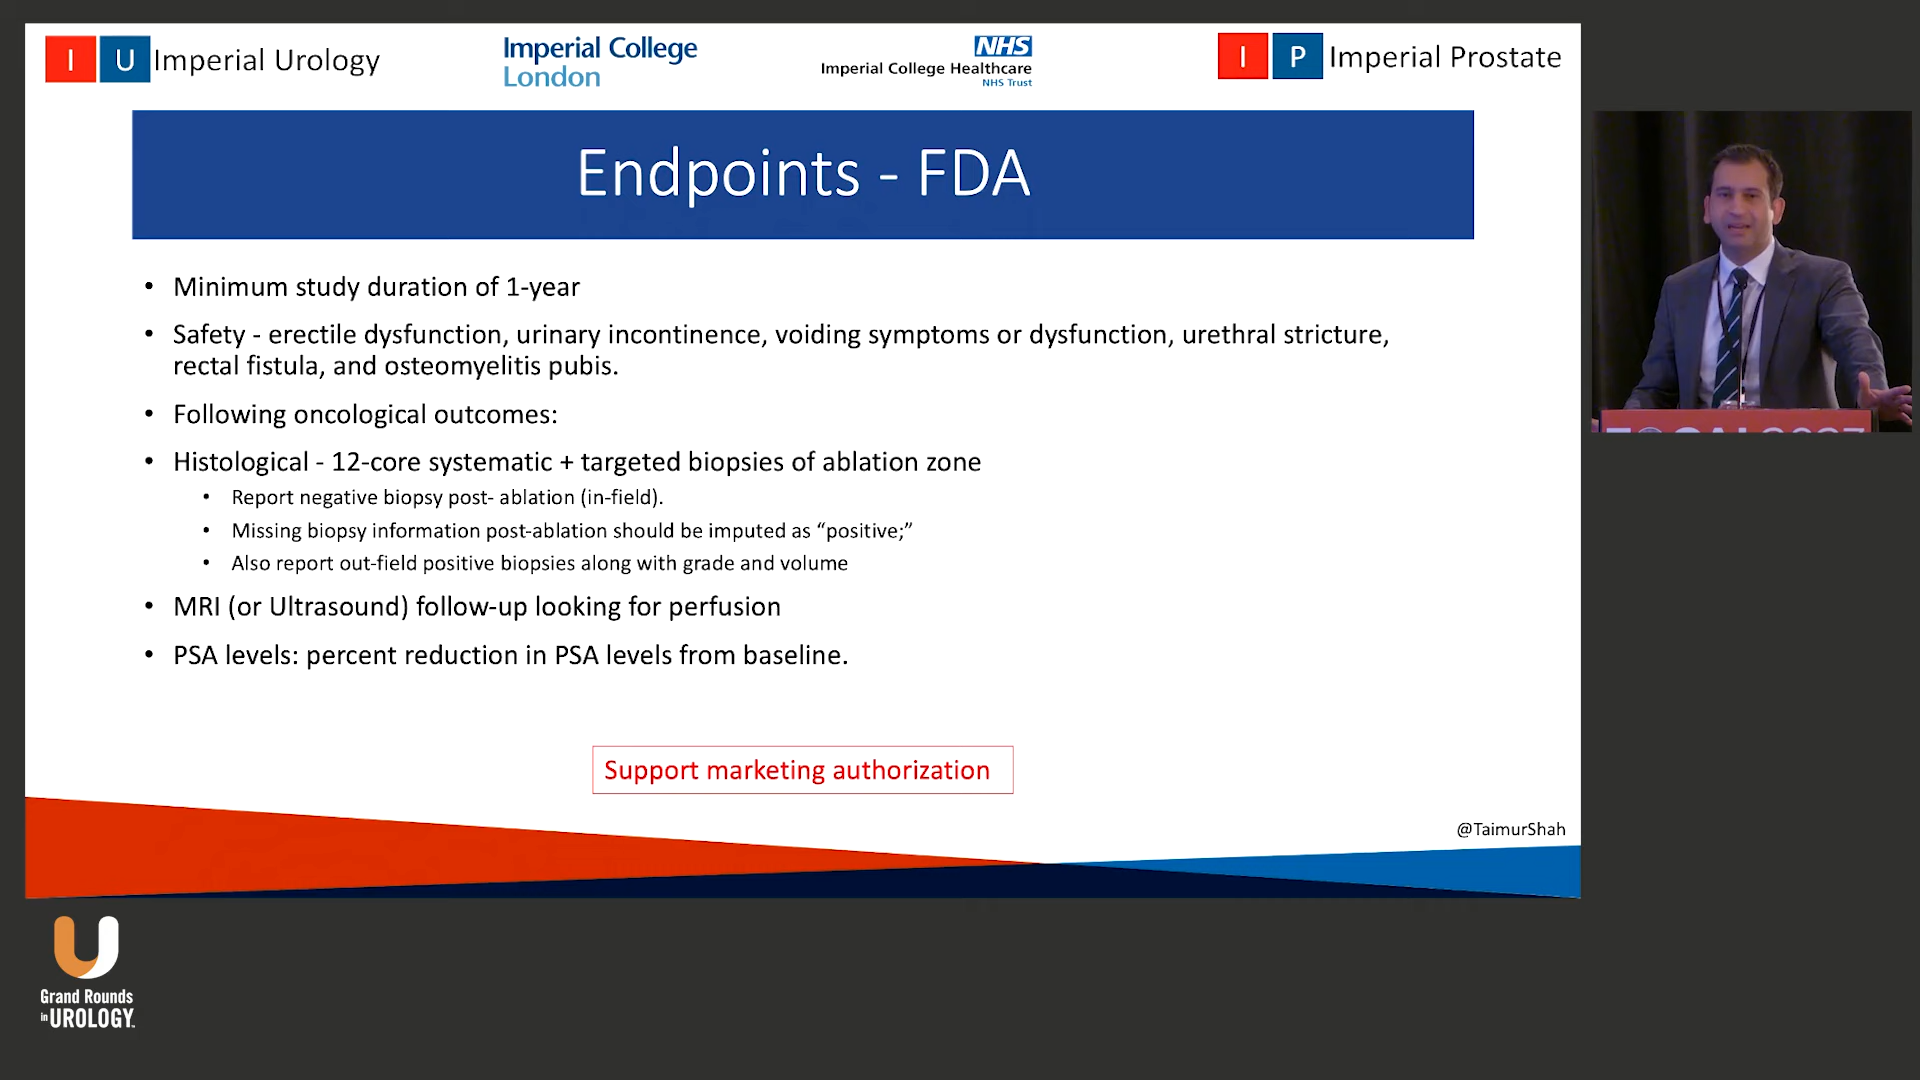 I U Imperial Urology
Imperial College
London
NHS
Imperial College Healthcare
NHS Trust
I P Imperial Prostate
Endpoints - FDA
• Minimum study duration of 1-year
• Safety - erectile dysfunction, urinary incontinence, voiding symptoms or dysfunction, urethral stricture,
rectal fistula, and osteomyelitis pubis.
• Following oncological outcomes:
• Histological - 12-core systematic + targeted biopsies of ablation zone
• Report negative biopsy post- ablation (in-field).
• Missing biopsy information post-ablation should be imputed as “positive;”
• Also report out-field positive biopsies along with grade and volume
• MRI (or Ultrasound) follow-up looking for perfusion
• PSA levels: percent reduction in PSA levels from baseline.
Support marketing authorization
@TaimurShah
Grand Rounds
in UROLOGY™